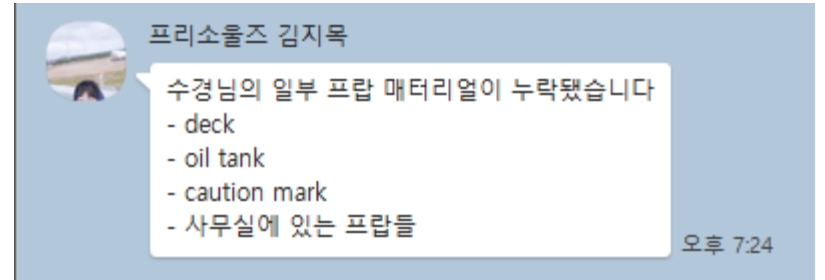 프리소울즈 김지목
수경님의 일부 프랍 매터리얼이 누락됐습니다
- deck
- oil tank
- caution mark
- 사무실에 있는 프랍들
오후 7:24